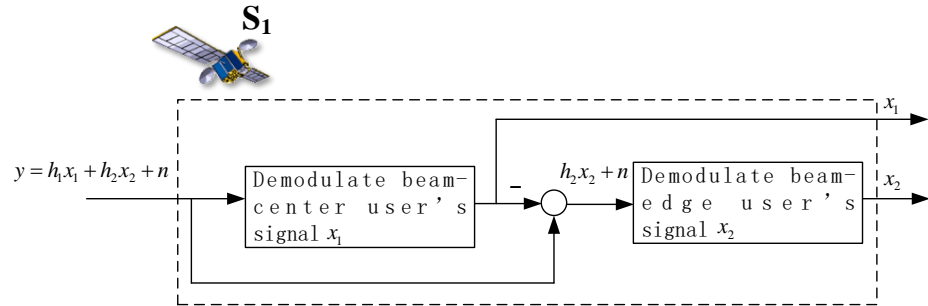 S₁
x₁
y = h₁x₁ + h₂x₂ + n
Demodulate beam-
center user's
signal x₁
−
h₂x₂ + n
Demodulate beam-
edge user's
signal x₂
x₂